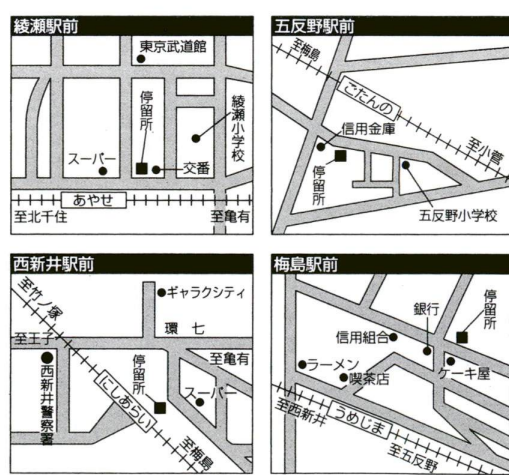 綾瀬駅前
東京武道館
停留所
綾瀬小学校
スーパー
交番
あやせ
至北千住
至亀有
五反野駅前
至梅島
ごたんの
信用金庫
至小菅
停留所
五反野小学校
西新井駅前
至竹ノ塚
ギャラクシティ
環七
至王子
停留所
至亀有
西新井警察署
にしあらい
スーパー
至梅島
梅島駅前
停留所
銀行
信用組合
ラーメン
ケーキ屋
喫茶店
至西新井
うめじま
至五反野